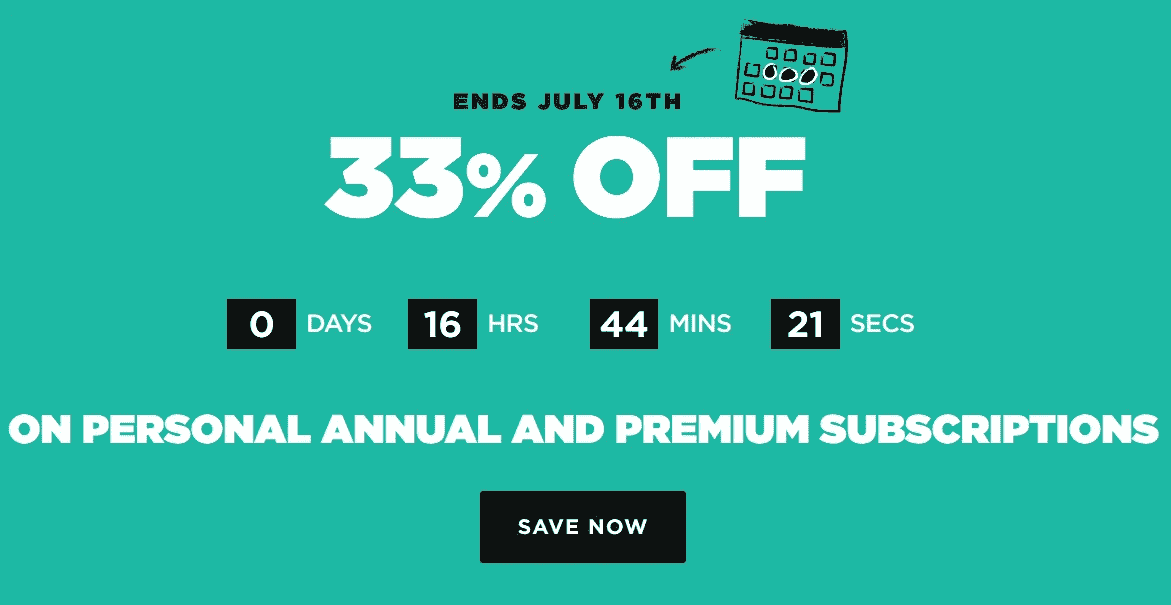 ENDS JULY 16TH
33% OFF
0 DAYS 16 HRS 44 MINS 21 SECS
ON PERSONAL ANNUAL AND PREMIUM SUBSCRIPTIONS
SAVE NOW